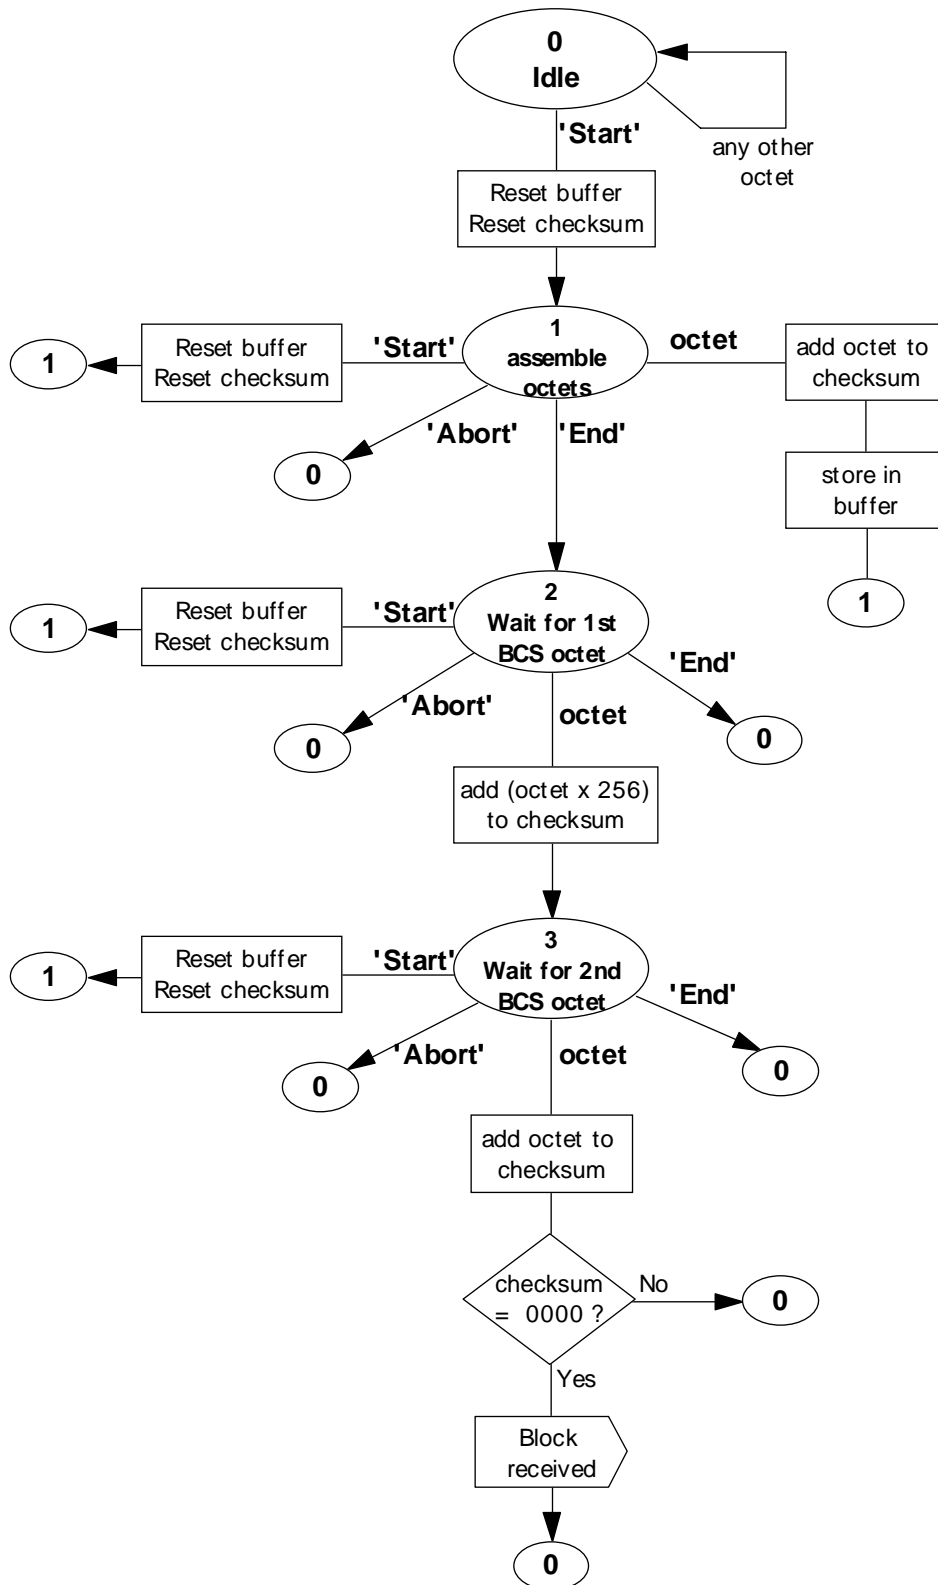 0
Idle
'Start'
any other
octet
Reset buffer
Reset checksum
1
assemble
octets
'Start'
Reset buffer
Reset checksum
1
octet
add octet to
checksum
store in
buffer
1
'Abort'
0
'End'
2
Wait for 1st
BCS octet
'Start'
Reset buffer
Reset checksum
1
'Abort'
0
'End'
0
octet
add (octet x 256)
to checksum
3
Wait for 2nd
BCS octet
'Start'
Reset buffer
Reset checksum
1
'Abort'
0
'End'
0
octet
add octet to
checksum
checksum
= 0000 ?
No
0
Yes
Block
received
0